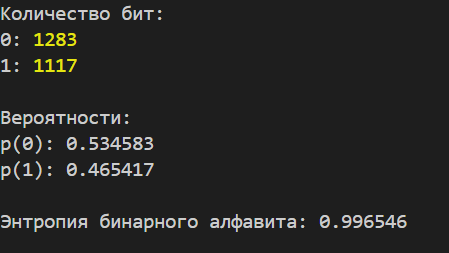 Количество бит:
0: 1283
1: 1117
Вероятности:
p(0): 0.534583
p(1): 0.465417
Энтропия бинарного алфавита: 0.996546